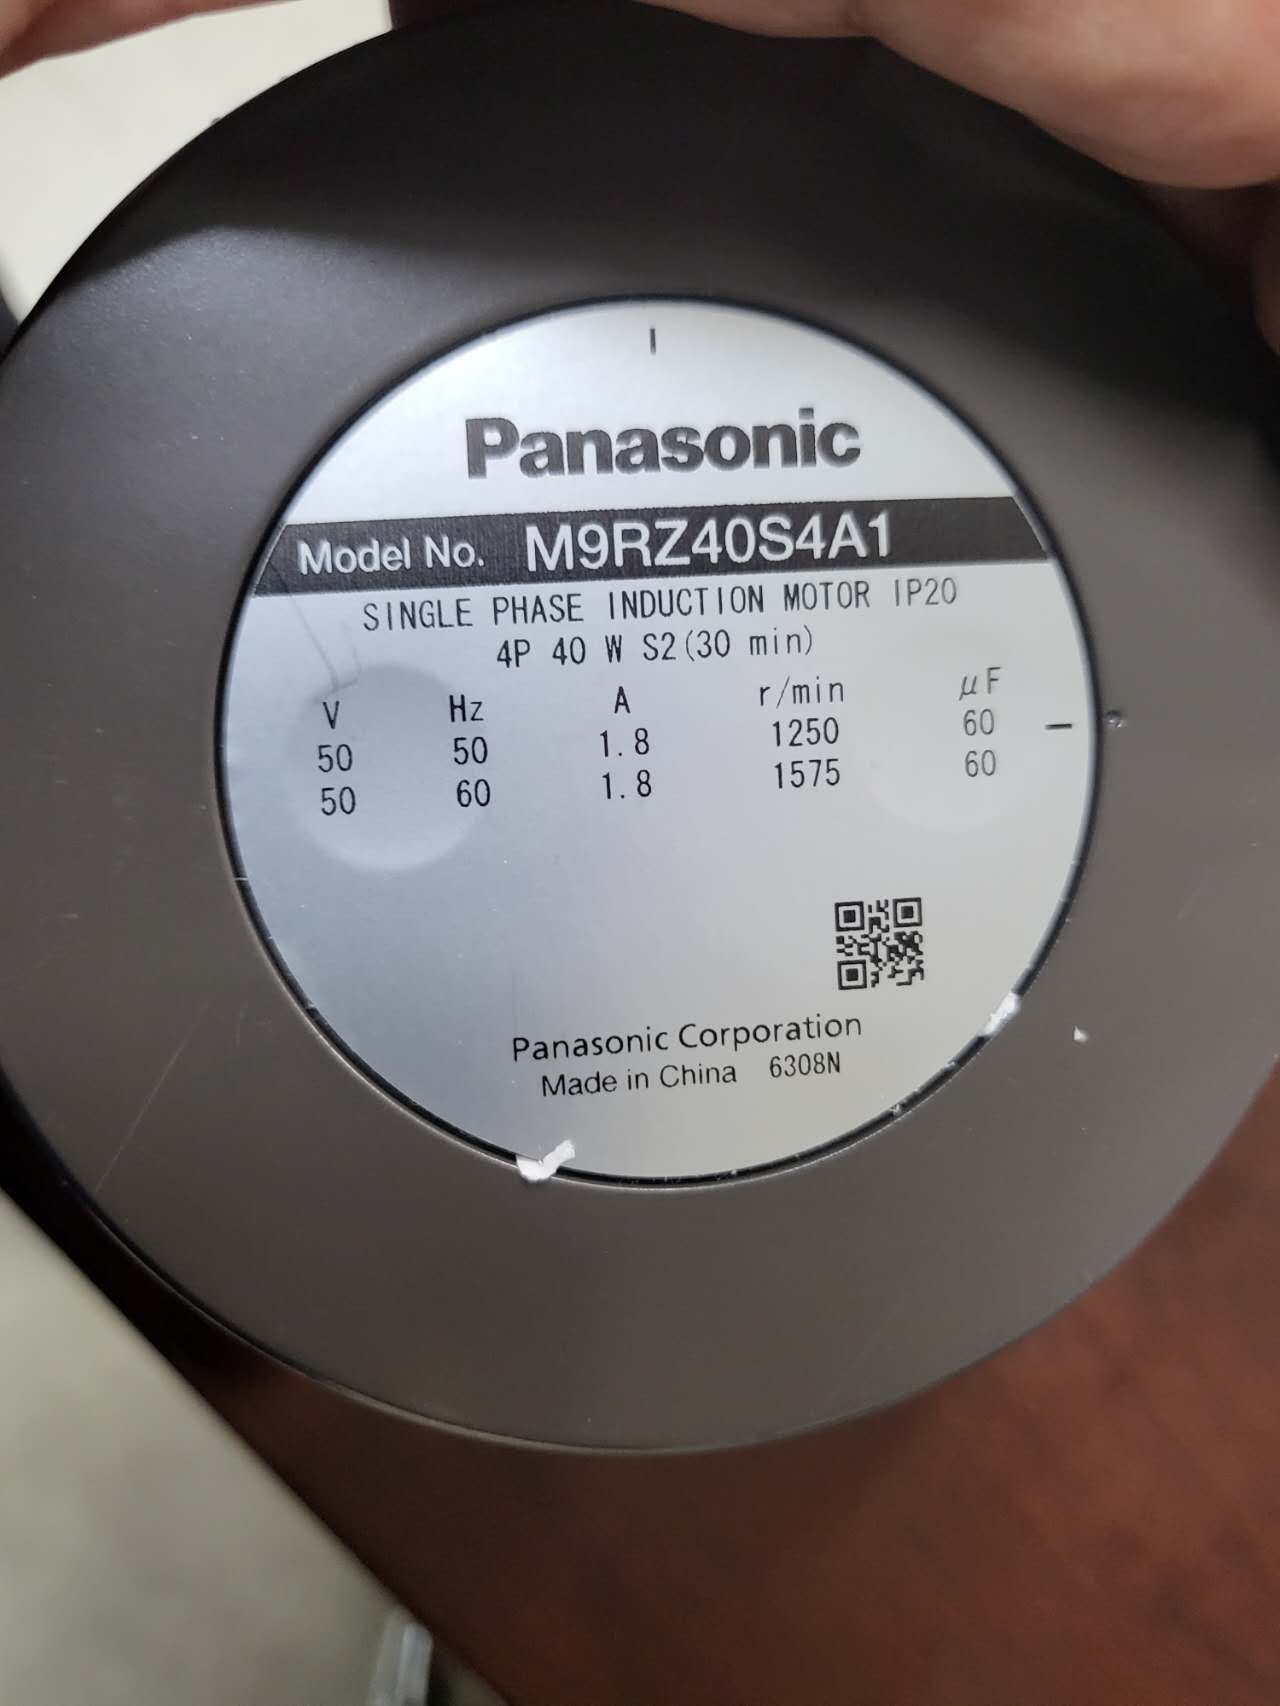 Panasonic
Model No. M9RZ40S4A1
SINGLE PHASE INDUCTION MOTOR IP20
4P 40 W S2(30 min)
V Hz A r/min μF
50 50 1.8 1250 60
50 60 1.8 1575 60
Panasonic Corporation
Made in China 6308N